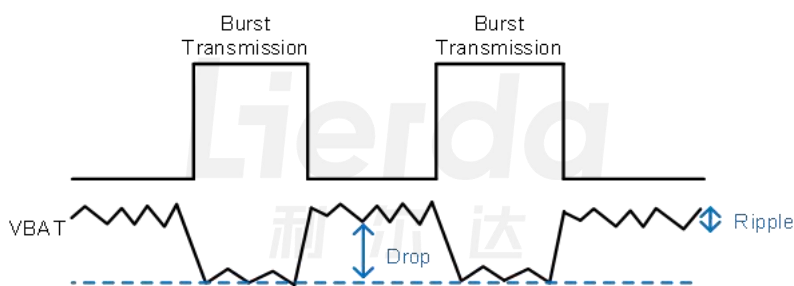 Burst
Transmission
Burst
Transmission
Lierda
利尔达
VBAT
Drop
Ripple